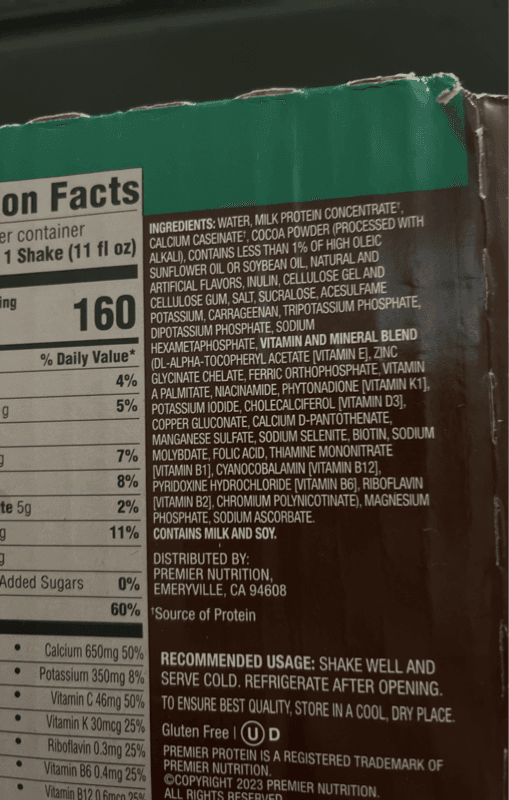 on Facts
er container
1 Shake (11 fl oz)
ing
160
% Daily Value*
4%
g 5%
g 7%
8%
te 5g 2%
g 11%
g
Added Sugars 0%
60%
• Calcium 650mg 50%
• Potassium 350mg 8%
• Vitamin C 46mg 50%
• Vitamin K 30mcg 25%
• Riboflavin 0.3mg 25%
• Vitamin B6 0.4mg 25%
• Vitamin B12 0.6mcg 25%
INGREDIENTS: WATER, MILK PROTEIN CONCENTRATE†,
CALCIUM CASEINATE†, COCOA POWDER (PROCESSED WITH
ALKALI), CONTAINS LESS THAN 1% OF HIGH OLEIC
SUNFLOWER OIL OR SOYBEAN OIL, NATURAL AND
ARTIFICIAL FLAVORS, INULIN, CELLULOSE GEL AND
CELLULOSE GUM, SALT, SUCRALOSE, ACESULFAME
POTASSIUM, CARRAGEENAN, TRIPOTASSIUM PHOSPHATE,
DIPOTASSIUM PHOSPHATE, SODIUM
HEXAMETAPHOSPHATE, VITAMIN AND MINERAL BLEND
(DL-ALPHA-TOCOPHERYL ACETATE [VITAMIN E], ZINC
GLYCINATE CHELATE, FERRIC ORTHOPHOSPHATE, VITAMIN
A PALMITATE, NIACINAMIDE, PHYTONADIONE [VITAMIN K1],
POTASSIUM IODIDE, CHOLECALCIFEROL [VITAMIN D3],
COPPER GLUCONATE, CALCIUM D-PANTOTHENATE,
MANGANESE SULFATE, SODIUM SELENITE, BIOTIN, SODIUM
MOLYBDATE, FOLIC ACID, THIAMINE MONONITRATE
[VITAMIN B1], CYANOCOBALAMIN [VITAMIN B12],
PYRIDOXINE HYDROCHLORIDE [VITAMIN B6], RIBOFLAVIN
[VITAMIN B2], CHROMIUM POLYNICOTINATE), MAGNESIUM
PHOSPHATE, SODIUM ASCORBATE.
CONTAINS MILK AND SOY.
DISTRIBUTED BY:
PREMIER NUTRITION,
EMERYVILLE, CA 94608
†Source of Protein
RECOMMENDED USAGE: SHAKE WELL AND
SERVE COLD. REFRIGERATE AFTER OPENING.
TO ENSURE BEST QUALITY, STORE IN A COOL, DRY PLACE.
Gluten Free | U D
PREMIER PROTEIN IS A REGISTERED TRADEMARK OF
PREMIER NUTRITION.
©COPYRIGHT 2023 PREMIER NUTRITION.
ALL RIGHTS RESERVED